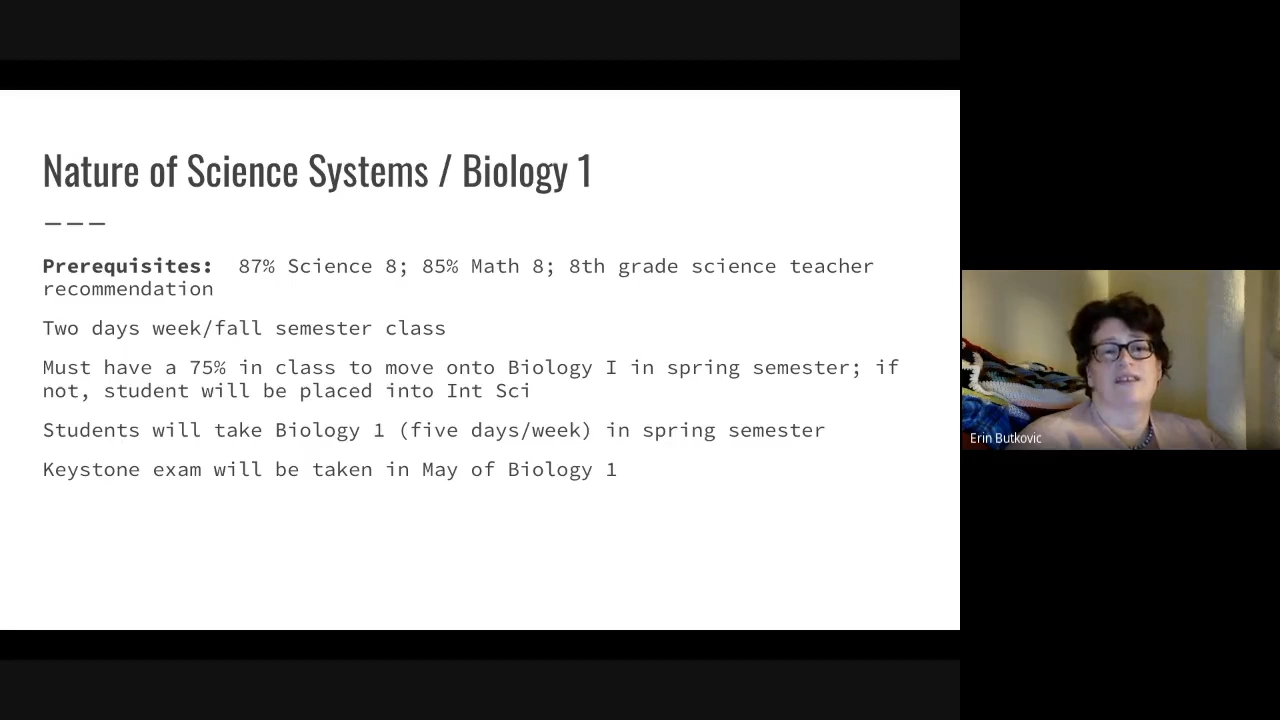 Nature of Science Systems / Biology 1
Prerequisites: 87% Science 8; 85% Math 8; 8th grade science teacher
recommendation
Two days week/fall semester class
Must have a 75% in class to move onto Biology I in spring semester; if
not, student will be placed into Int Sci
Students will take Biology 1 (five days/week) in spring semester
Keystone exam will be taken in May of Biology 1
Erin Butkovic